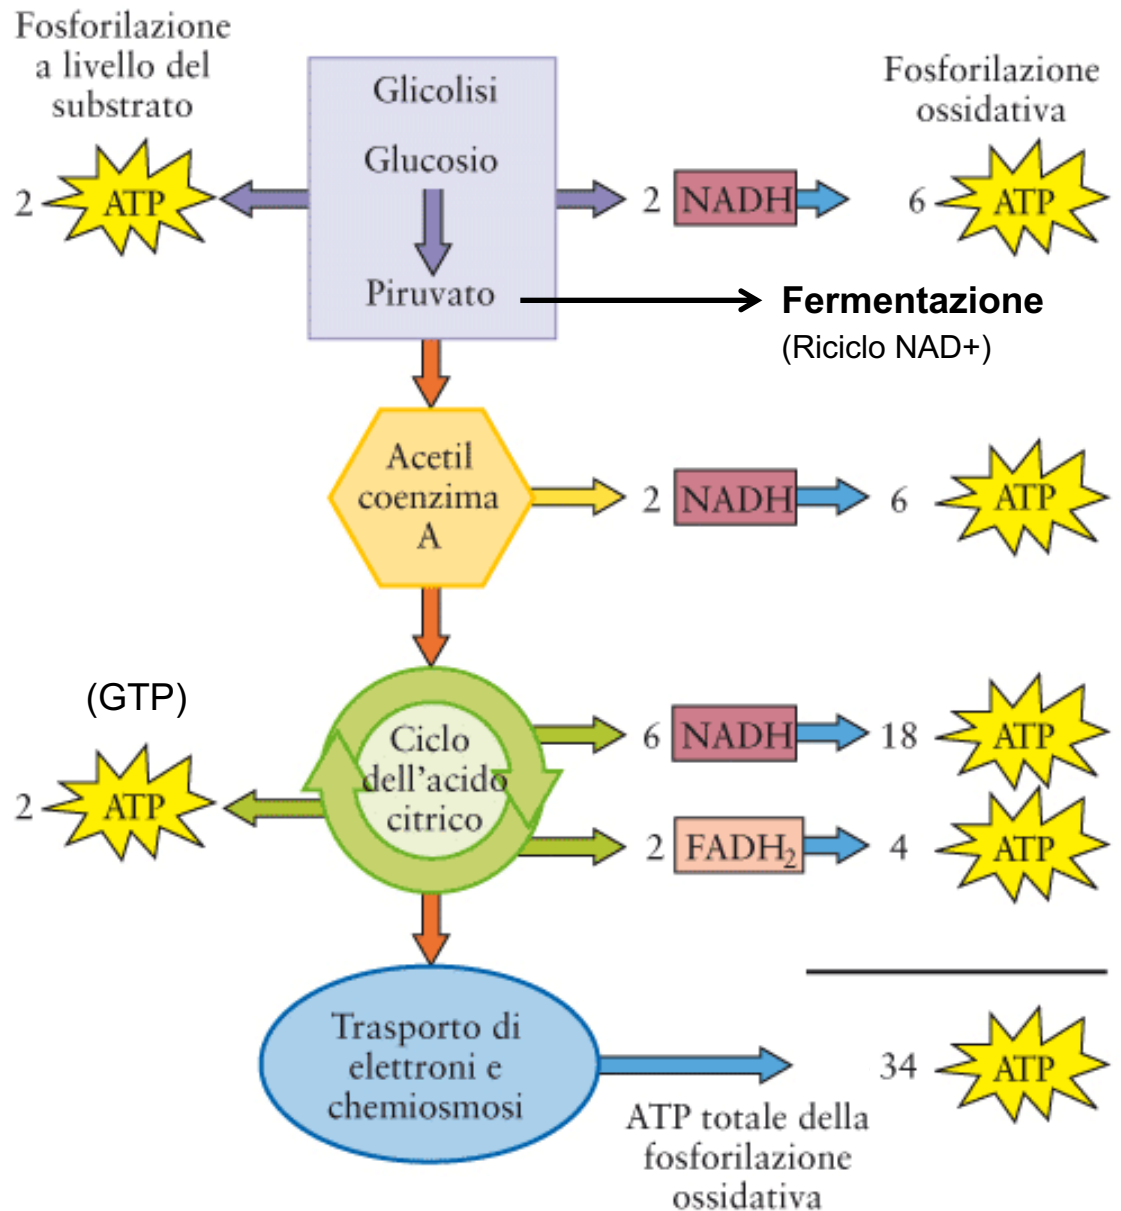 Fosforilazione
a livello del
substrato
2 ATP
Glicolisi
Glucosio
Piruvato
2 NADH
Fosforilazione
ossidativa
6 ATP
Fermentazione
(Riciclo NAD+)
Acetil
coenzima
A
2 NADH
6 ATP
(GTP)
2 ATP
Ciclo
dell'acido
citrico
6 NADH
18 ATP
2 FADH₂
4 ATP
Trasporto di
elettroni e
chemiosmosi
34 ATP
ATP totale della
fosforilazione
ossidativa